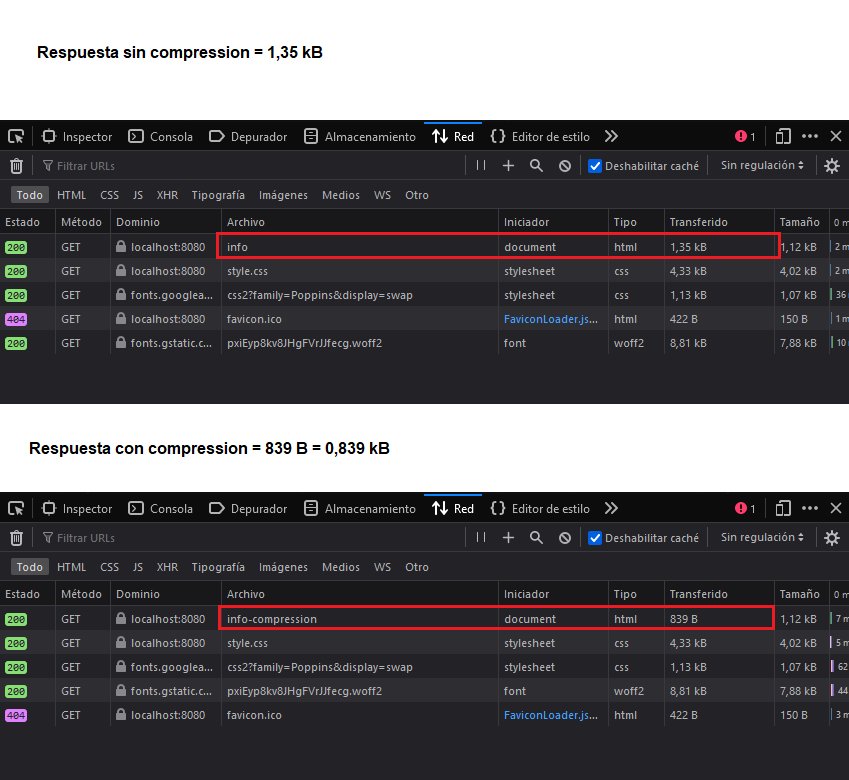 Respuesta sin compression = 1,35 kB
Inspector Consola Depurador Almacenamiento Red Editor de estilo 1
Filtrar URLs Deshabilitar caché Sin regulación
Todo HTML CSS JS XHR Tipografía Imágenes Medios WS Otro
Estado Método Dominio Archivo Iniciador Tipo Transferido Tamaño 0 m
200 GET localhost:8080 info document html 1,35 kB 1,12 kB 2 m
200 GET localhost:8080 style.css stylesheet css 4,33 kB 4,02 kB 2 m
200 GET fonts.googlea... css2?family=Poppins&display=swap stylesheet css 1,13 kB 1,07 kB 36
404 GET localhost:8080 favicon.ico FaviconLoader.js... html 422 B 150 B 1 m
200 GET fonts.gstatic.c... pxiEyp8kv8JHgFVrJJfecg.woff2 font woff2 8,81 kB 7,88 kB 10
Respuesta con compression = 839 B = 0,839 kB
Inspector Consola Depurador Almacenamiento Red Editor de estilo 1
Filtrar URLs Deshabilitar caché Sin regulación
Todo HTML CSS JS XHR Tipografía Imágenes Medios WS Otro
Estado Método Dominio Archivo Iniciador Tipo Transferido Tamaño 0 m
200 GET localhost:8080 info-compression document html 839 B 1,12 kB 7 m
200 GET localhost:8080 style.css stylesheet css 4,33 kB 4,02 kB 5 m
200 GET fonts.googlea... css2?family=Poppins&display=swap stylesheet css 1,13 kB 1,07 kB 62
200 GET fonts.gstatic.c... pxiEyp8kv8JHgFVrJJfecg.woff2 font woff2 8,81 kB 7,88 kB 44
404 GET localhost:8080 favicon.ico FaviconLoader.js... html 422 B 150 B 3 m